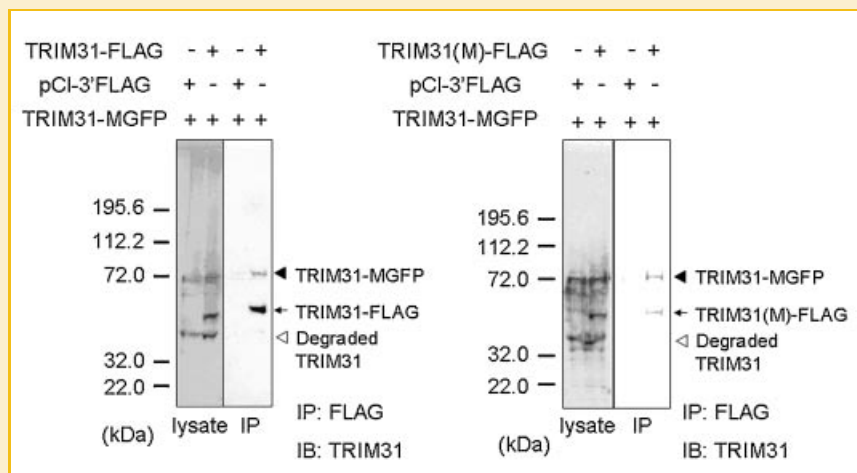 TRIM31-FLAG - + - +
pCI-3'FLAG + - + -
TRIM31-MGFP + + + +
195.6
112.2
72.0
32.0
22.0
(kDa)
TRIM31-MGFP
TRIM31-FLAG
Degraded
TRIM31
lysate IP
IP: FLAG
IB: TRIM31
TRIM31(M)-FLAG - + - +
pCI-3'FLAG + - + -
TRIM31-MGFP + + + +
195.6
112.2
72.0
32.0
22.0
(kDa)
TRIM31-MGFP
TRIM31(M)-FLAG
Degraded
TRIM31
lysate IP
IP: FLAG
IB: TRIM31